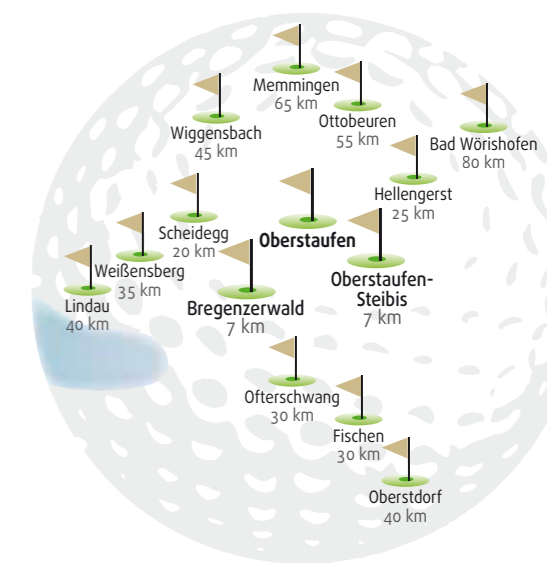 Memmingen
65 km
Ottobeuren
55 km
Wiggensbach
45 km
Bad Wörishofen
80 km
Hellengerst
25 km
Scheidegg
20 km
Oberstaufen
Weißensberg
35 km
Oberstaufen-
Steibis
7 km
Lindau
40 km
Bregenzerwald
7 km
Ofterschwang
30 km
Fischen
30 km
Oberstdorf
40 km